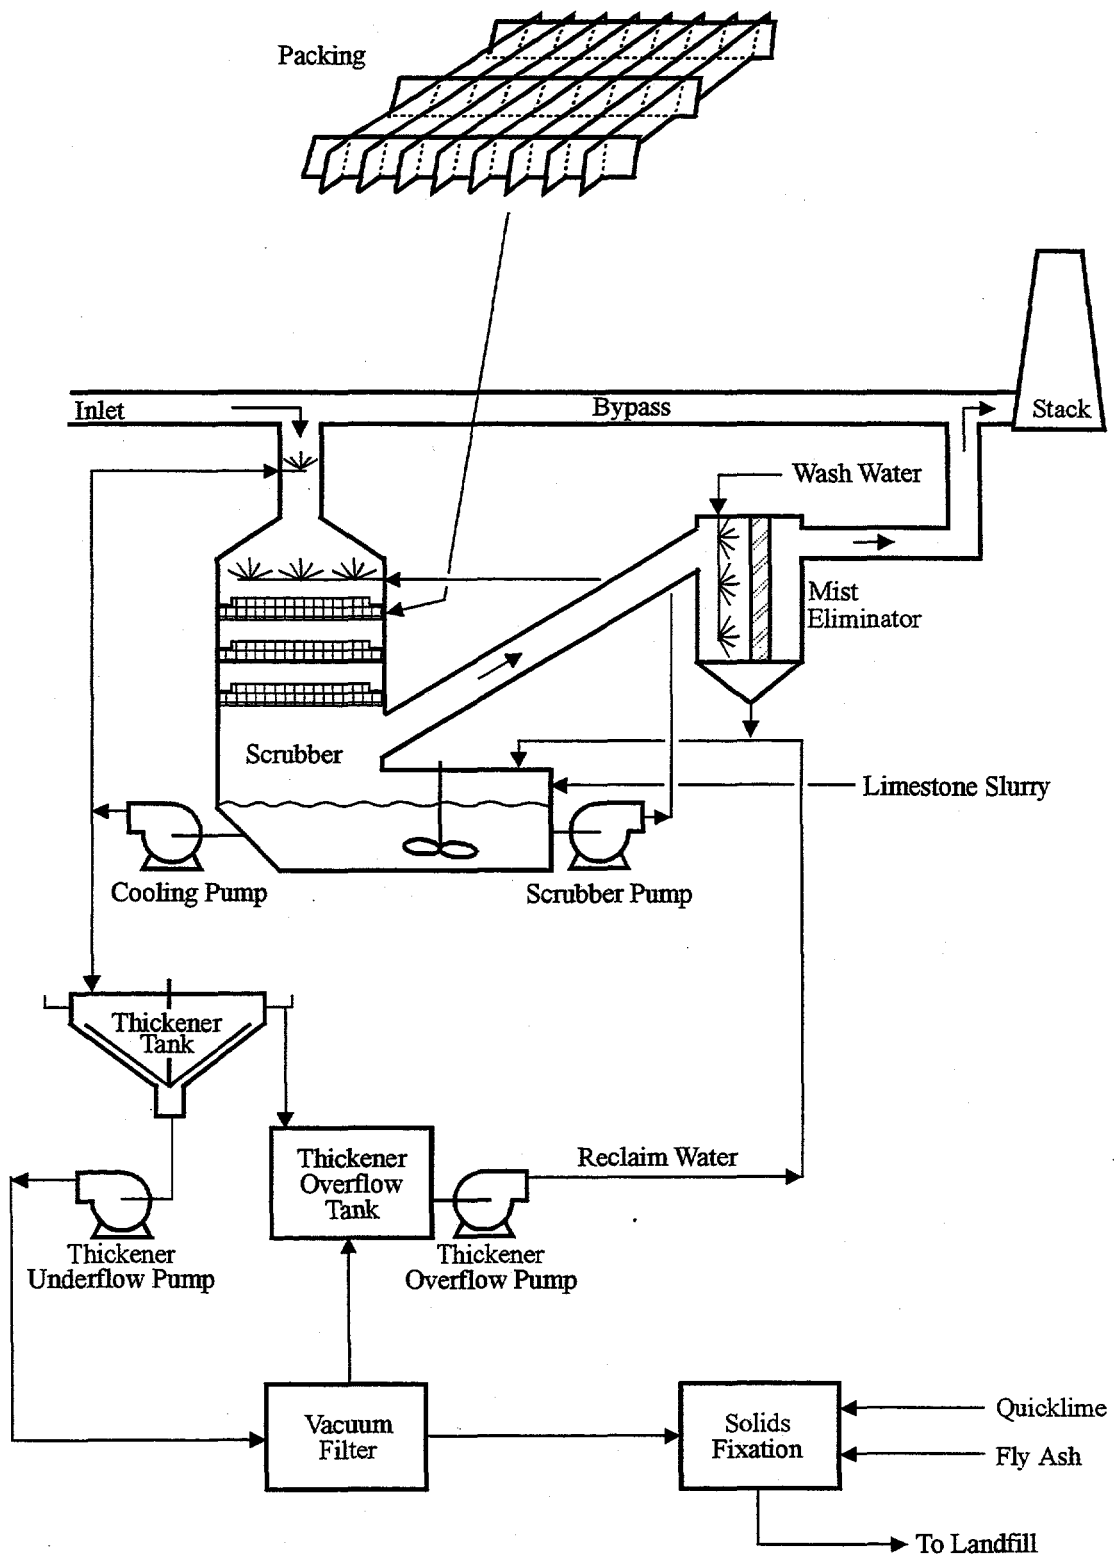 Packing
Inlet
Bypass
Stack
Wash Water
Mist
Eliminator
Scrubber
Limestone Slurry
Cooling Pump
Scrubber Pump
Thickener
Tank
Thickener
Overflow
Tank
Reclaim Water
Thickener
Underflow Pump
Thickener
Overflow Pump
Vacuum
Filter
Solids
Fixation
Quicklime
Fly Ash
To Landfill